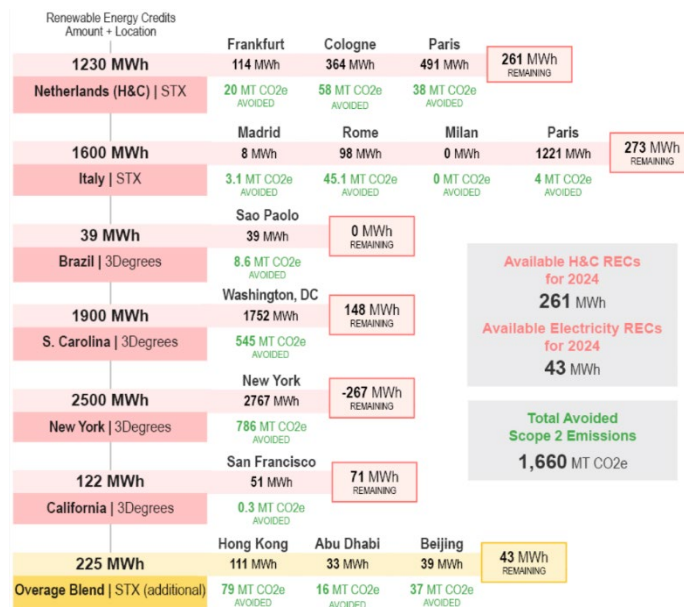 Renewable Energy Credits
Amount + Location
Frankfurt Cologne Paris
1230 MWh 114 MWh 364 MWh 491 MWh 261 MWh
REMAINING
Netherlands (H&C) | STX 20 MT CO2e 58 MT CO2e 38 MT CO2e
AVOIDED AVOIDED AVOIDED
Madrid Rome Milan Paris
1600 MWh 8 MWh 98 MWh 0 MWh 1221 MWh 273 MWh
REMAINING
Italy | STX 3.1 MT CO2e 45.1 MT CO2e 0 MT CO2e 4 MT CO2e
AVOIDED AVOIDED AVOIDED AVOIDED
Sao Paolo
39 MWh 39 MWh 0 MWh
REMAINING
Brazil | 3Degrees 8.6 MT CO2e
AVOIDED
Washington, DC
1900 MWh 1752 MWh 148 MWh
REMAINING
S. Carolina | 3Degrees 545 MT CO2e
AVOIDED
New York
2500 MWh 2767 MWh -267 MWh
REMAINING
New York | 3Degrees 786 MT CO2e
AVOIDED
San Francisco
122 MWh 51 MWh 71 MWh
REMAINING
California | 3Degrees 0.3 MT CO2e
AVOIDED
Hong Kong Abu Dhabi Beijing
225 MWh 111 MWh 33 MWh 39 MWh 43 MWh
REMAINING
Overage Blend | STX (additional) 79 MT CO2e 16 MT CO2e 37 MT CO2e
AVOIDED AVOIDED AVOIDED
Available H&C RECs
for 2024
261 MWh
Available Electricity RECs
for 2024
43 MWh
Total Avoided
Scope 2 Emissions
1,660 MT CO2e